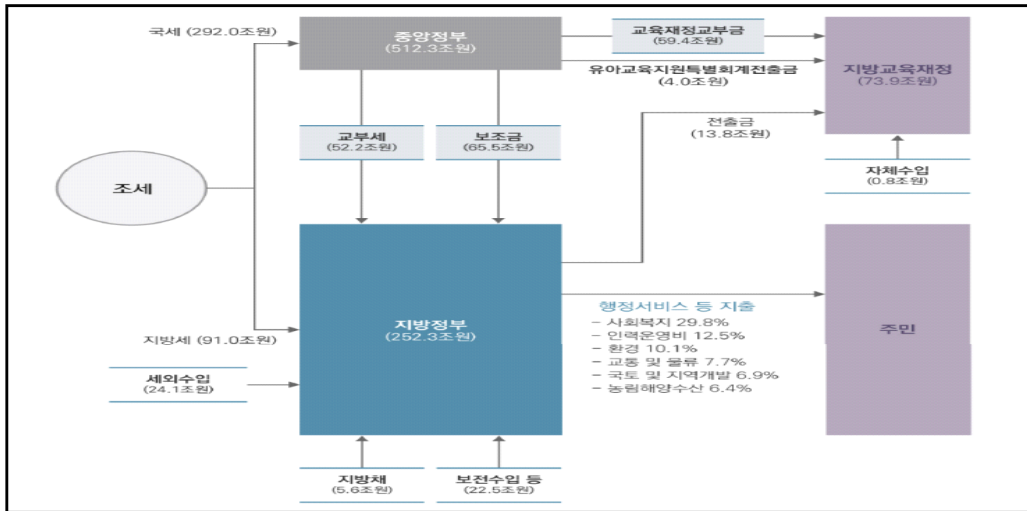 국세 (292.0조원)
중앙정부
(512.3조원)
교육재정교부금
(59.4조원)
유아교육지원특별회계전출금
(4.0조원)
지방교육재정
(73.9조원)
교부세
(52.2조원)
보조금
(65.5조원)
전출금
(13.8조원)
자체수입
(0.8조원)
조세
지방세 (91.0조원)
세외수입
(24.1조원)
지방정부
(252.3조원)
행정서비스 등 지출
– 사회복지 29.8%
– 인력운영비 12.5%
– 환경 10.1%
– 교통 및 물류 7.7%
– 국토 및 지역개발 6.9%
– 농림해양수산 6.4%
주민
지방채
(5.6조원)
보전수입 등
(22.5조원)